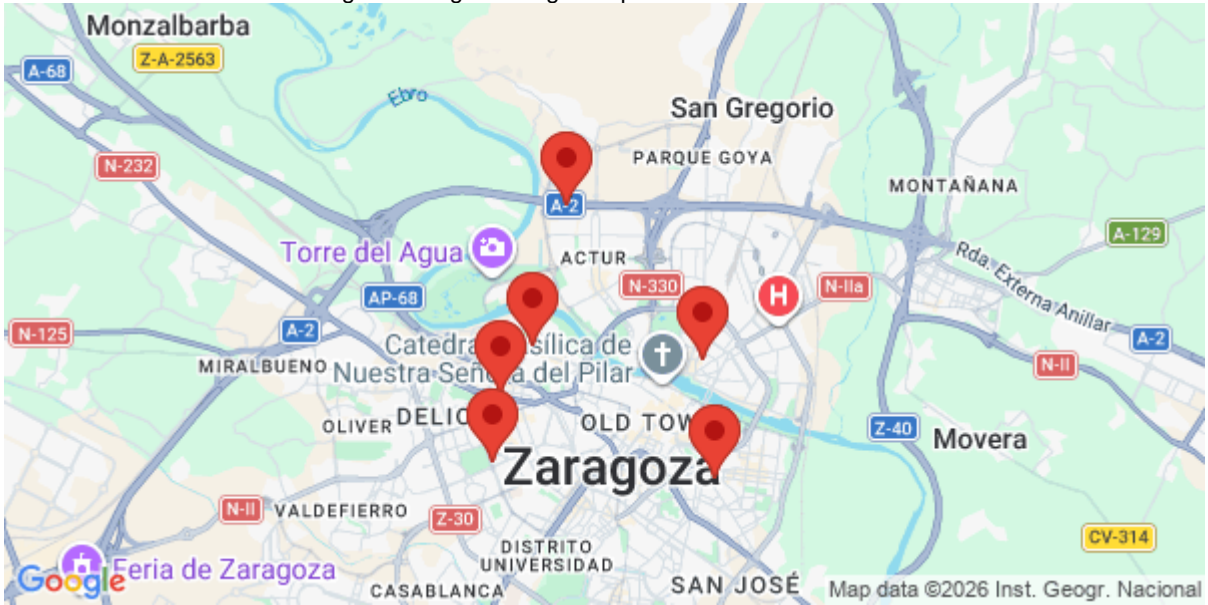 Monzalbarba
Z-A-2563
A-68
Ebro
San Gregorio
N-232
PARQUE GOYA
A-2
MONTAÑANA
A-129
Torre del Agua
ACTUR
Rda. Externa Anillar
N-330
H
N-IIa
AP-68
N-125
A-2
A-2
Catedral Basílica de
Nuestra Señora del Pilar
MIRALBUENO
N-II
OLIVER
DELIC
OLD TOW
Z-40
Movera
Zaragoza
N-II
VALDEFIERRO
Z-30
CV-314
DISTRITO
UNIVERSIDAD
Feria de Zaragoza
Google
CASABLANCA
SAN JOSÉ
Map data ©2026 Inst. Geogr. Nacional